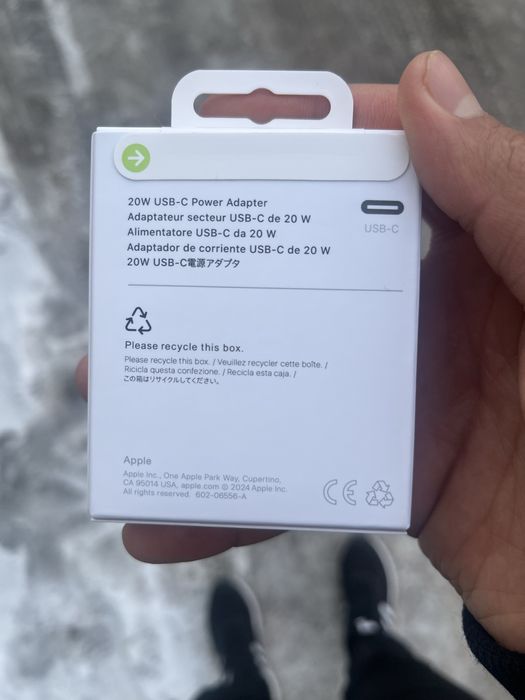 20W USB-C Power Adapter
Adaptateur secteur USB-C de 20 W
Alimentatore USB-C da 20 W
Adaptador de corriente USB-C de 20 W
20W USB-C電源アダプタ
USB-C
Please recycle this box.
Please recycle this box. / Veuillez recycler cette boîte. /
Ricicla questa confezione. / Recicla esta caja. /
この箱はリサイクルしてください。
Apple
Apple Inc., One Apple Park Way, Cupertino,
CA 95014 USA, apple.com © 2024 Apple Inc.
All rights reserved. 602-06556-A
CE